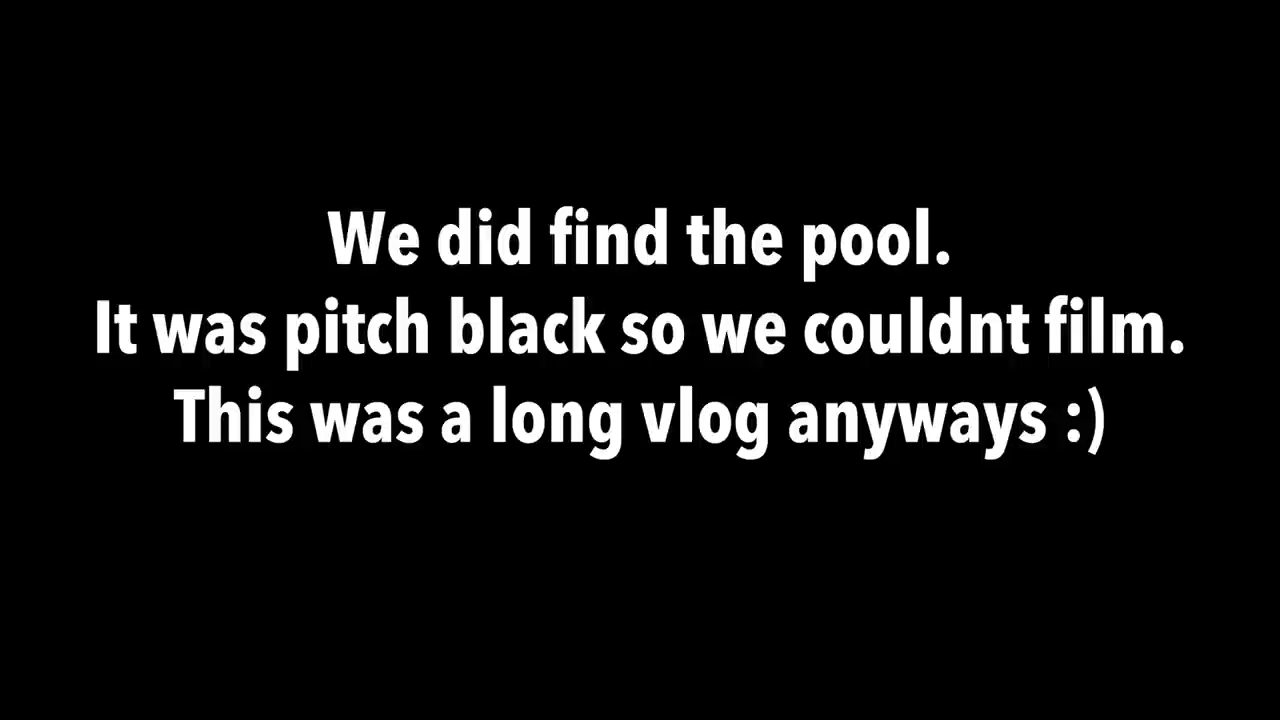 We did find the pool.
It was pitch black so we couldnt film.
This was a long vlog anyways :)